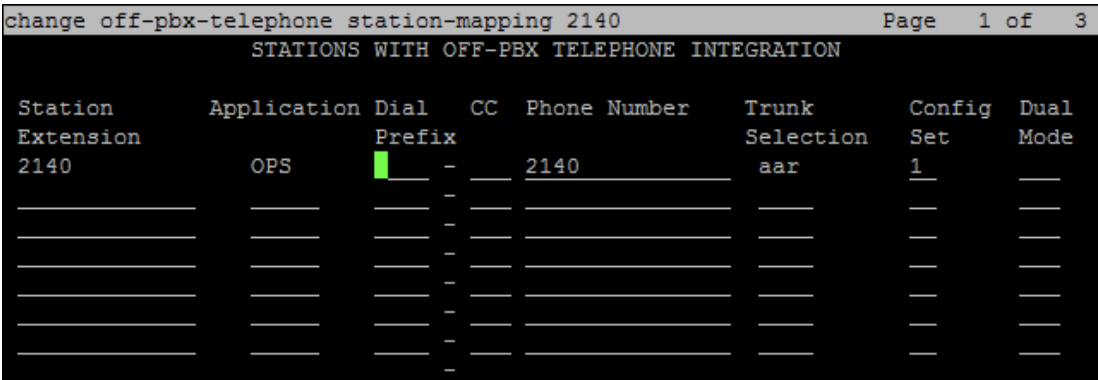 change off-pbx-telephone station-mapping 2140 Page 1 of 3
STATIONS WITH OFF-PBX TELEPHONE INTEGRATION
Station Application Dial CC Phone Number Trunk Config Dual
Extension Prefix Selection Set Mode
2140 OPS - 2140 aar 1
-
-
-
-
-
-
-